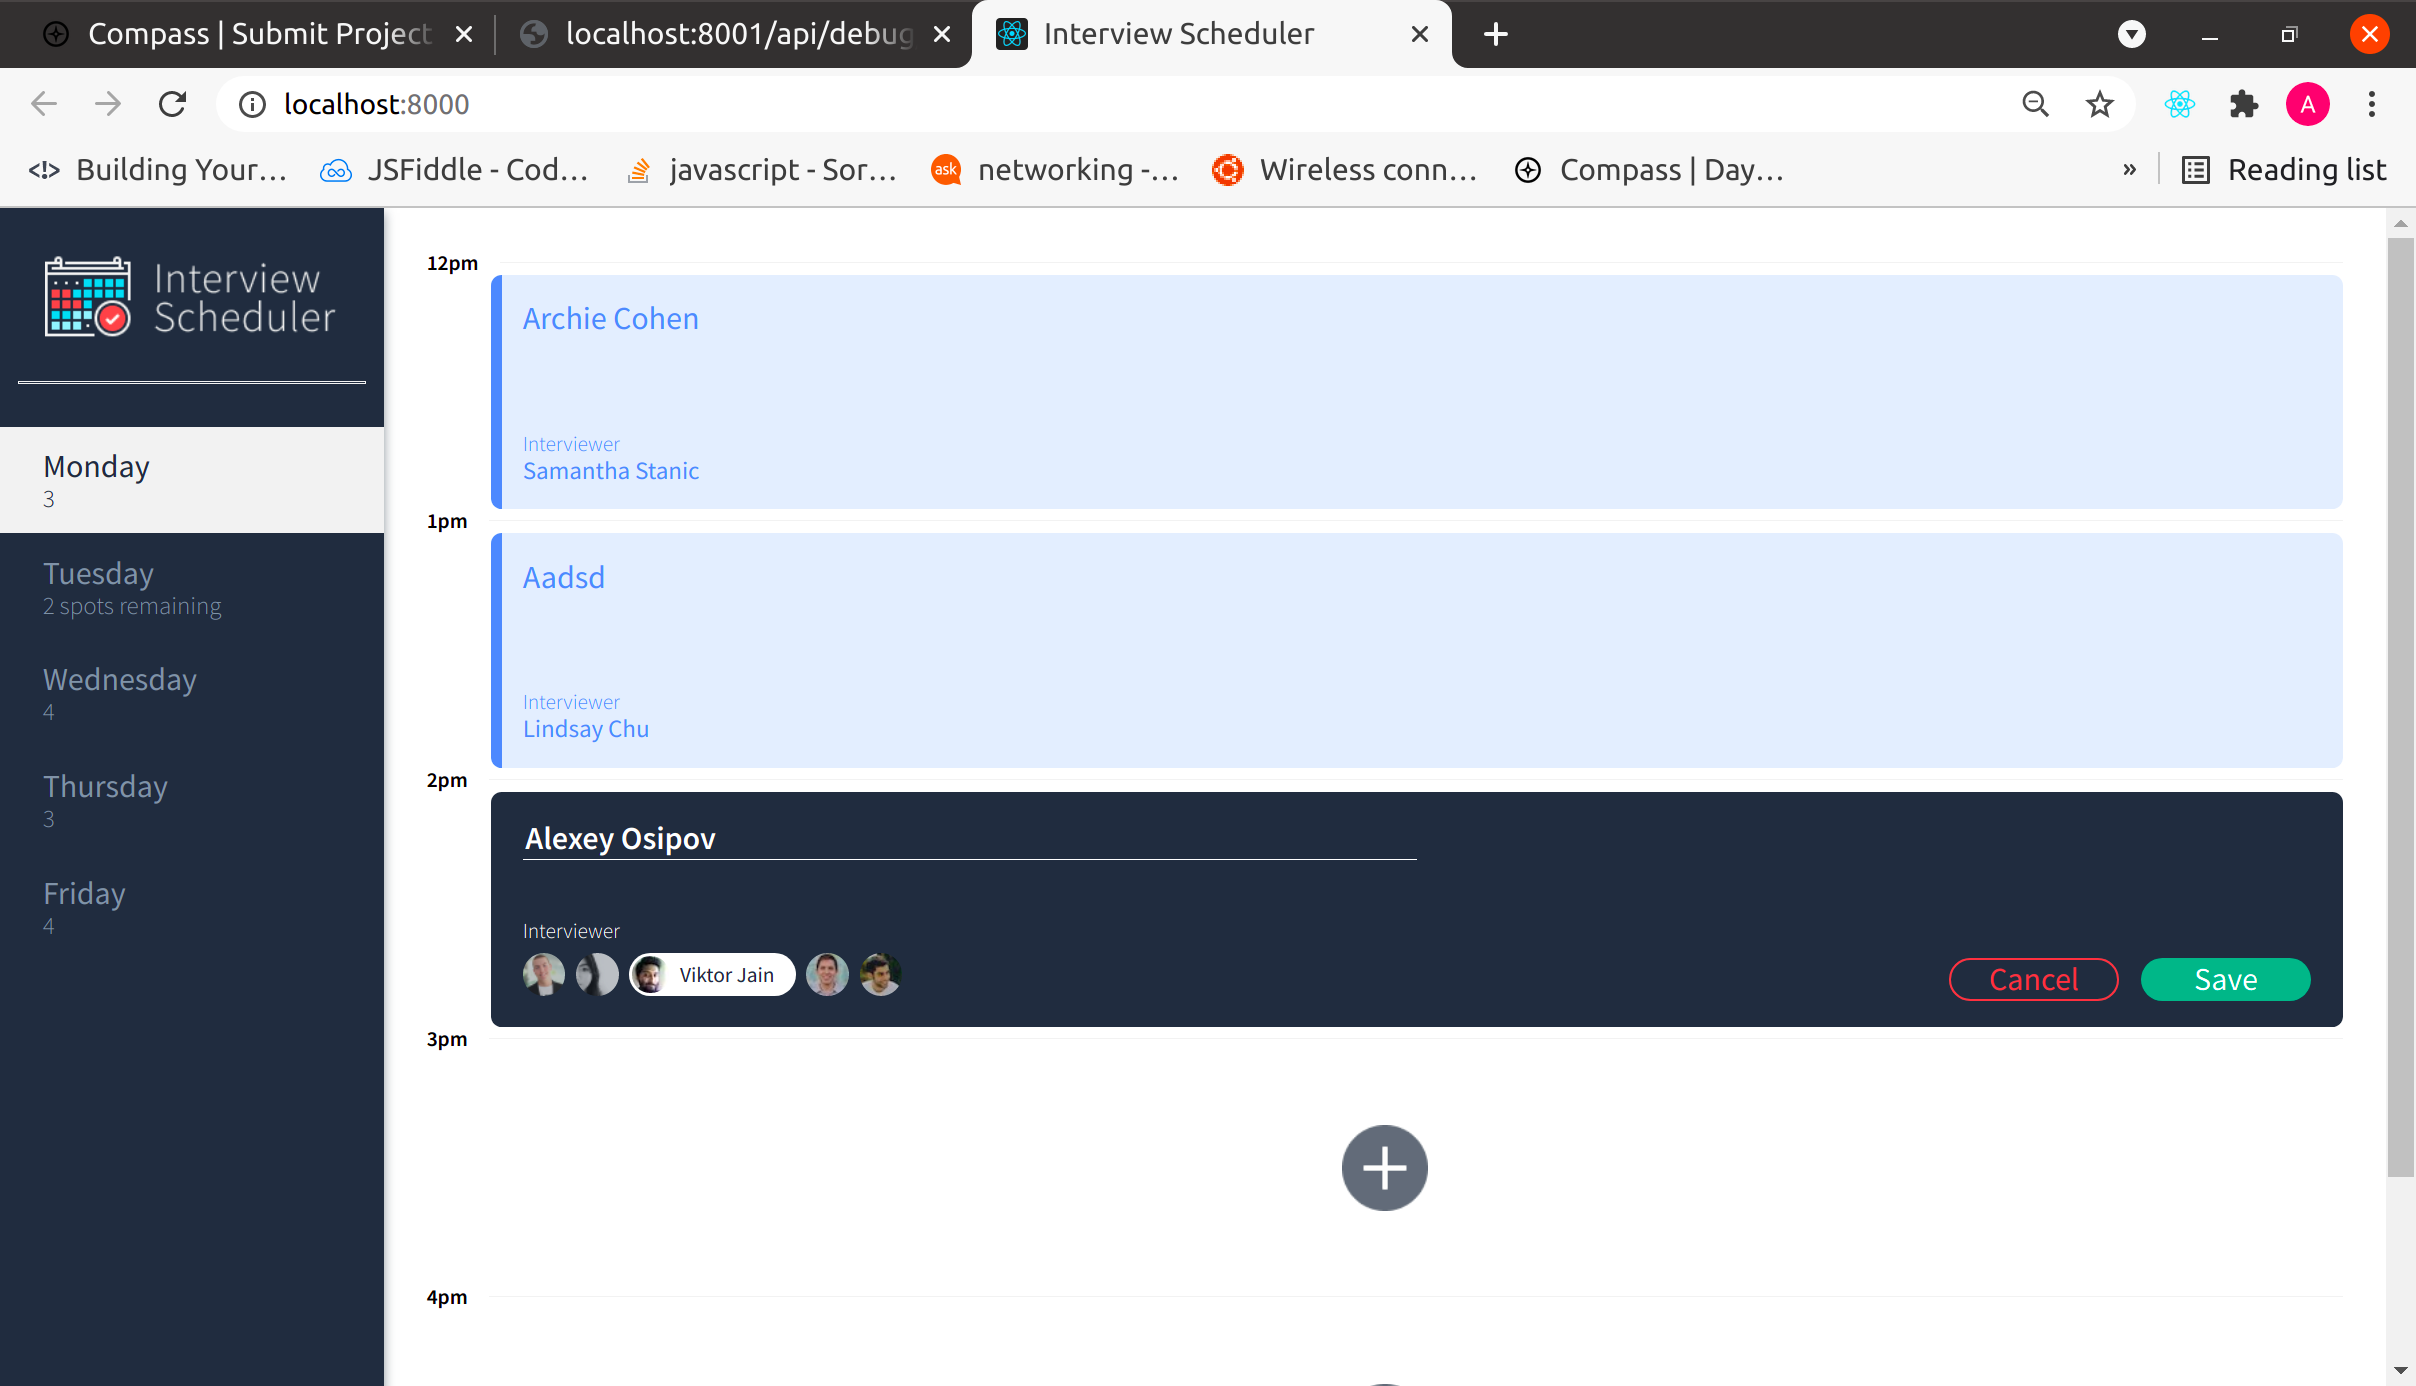 Compass | Submit Project
localhost:8001/api/debug
Interview Scheduler
localhost:8000
A
Building Your...
JSFiddle - Cod...
javascript - Sor...
ask
networking -...
Wireless conn...
Compass | Day...
»
Reading list
Interview
Scheduler
Monday
3
Tuesday
2 spots remaining
Wednesday
4
Thursday
3
Friday
4
12pm
Archie Cohen
Interviewer
Samantha Stanic
1pm
Aadsd
Interviewer
Lindsay Chu
2pm
Alexey Osipov
Interviewer
Viktor Jain
Cancel
Save
3pm
4pm